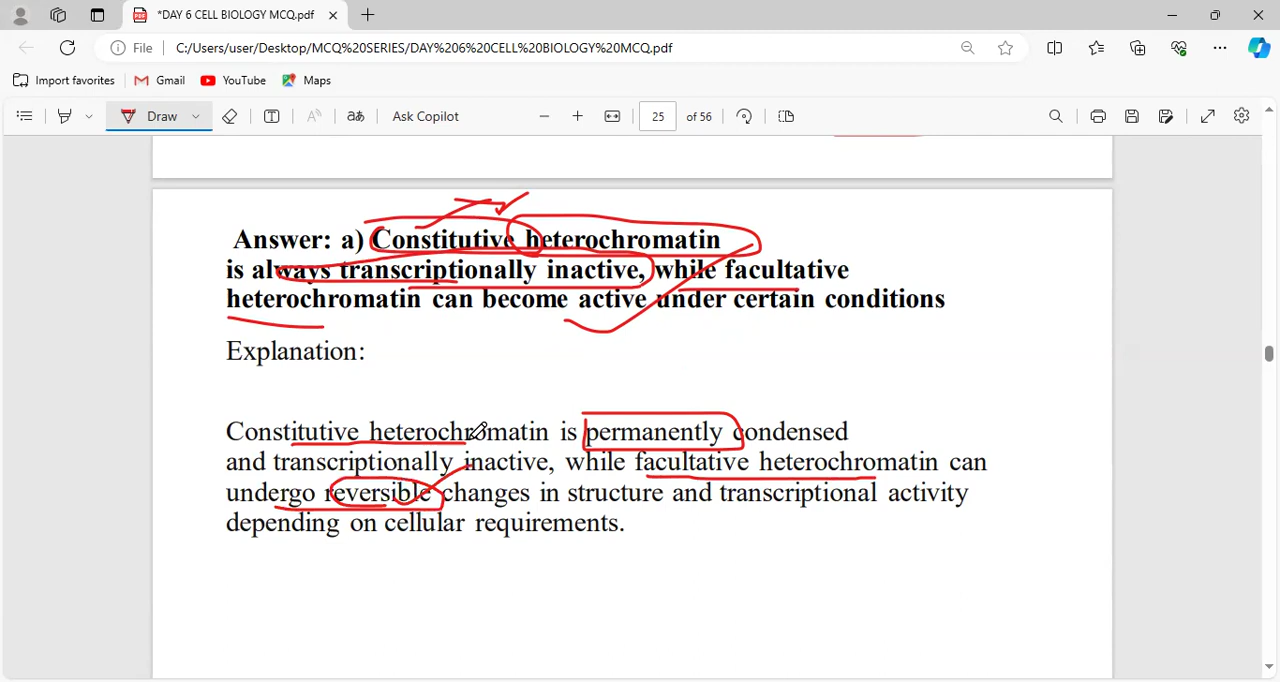 *DAY 6 CELL BIOLOGY MCQ.pdf
File C:/Users/user/Desktop/MCQ%20SERIES/DAY%206%20CELL%20BIOLOGY%20MCQ.pdf
Import favorites Gmail YouTube Maps
Draw aあ Ask Copilot 25 of 56
Answer: a) Constitutive heterochromatin
is always transcriptionally inactive, while facultative
heterochromatin can become active under certain conditions
Explanation:
Constitutive heterochromatin is permanently condensed
and transcriptionally inactive, while facultative heterochromatin can
undergo reversible changes in structure and transcriptional activity
depending on cellular requirements.